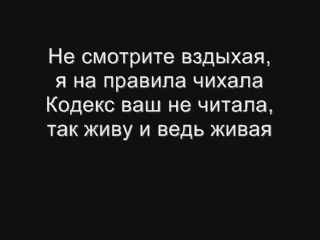 Не смотрите вздыхая,
я на правила чихала
Кодекс ваш не читала,
так живу и ведь живая